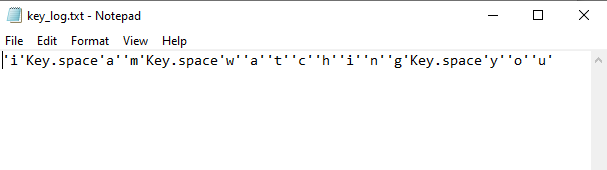 key_log.txt - Notepad
File Edit Format View Help
'i'Key.space'a''m'Key.space'w''a''t''c''h''i''n''g'Key.space'y''o''u'